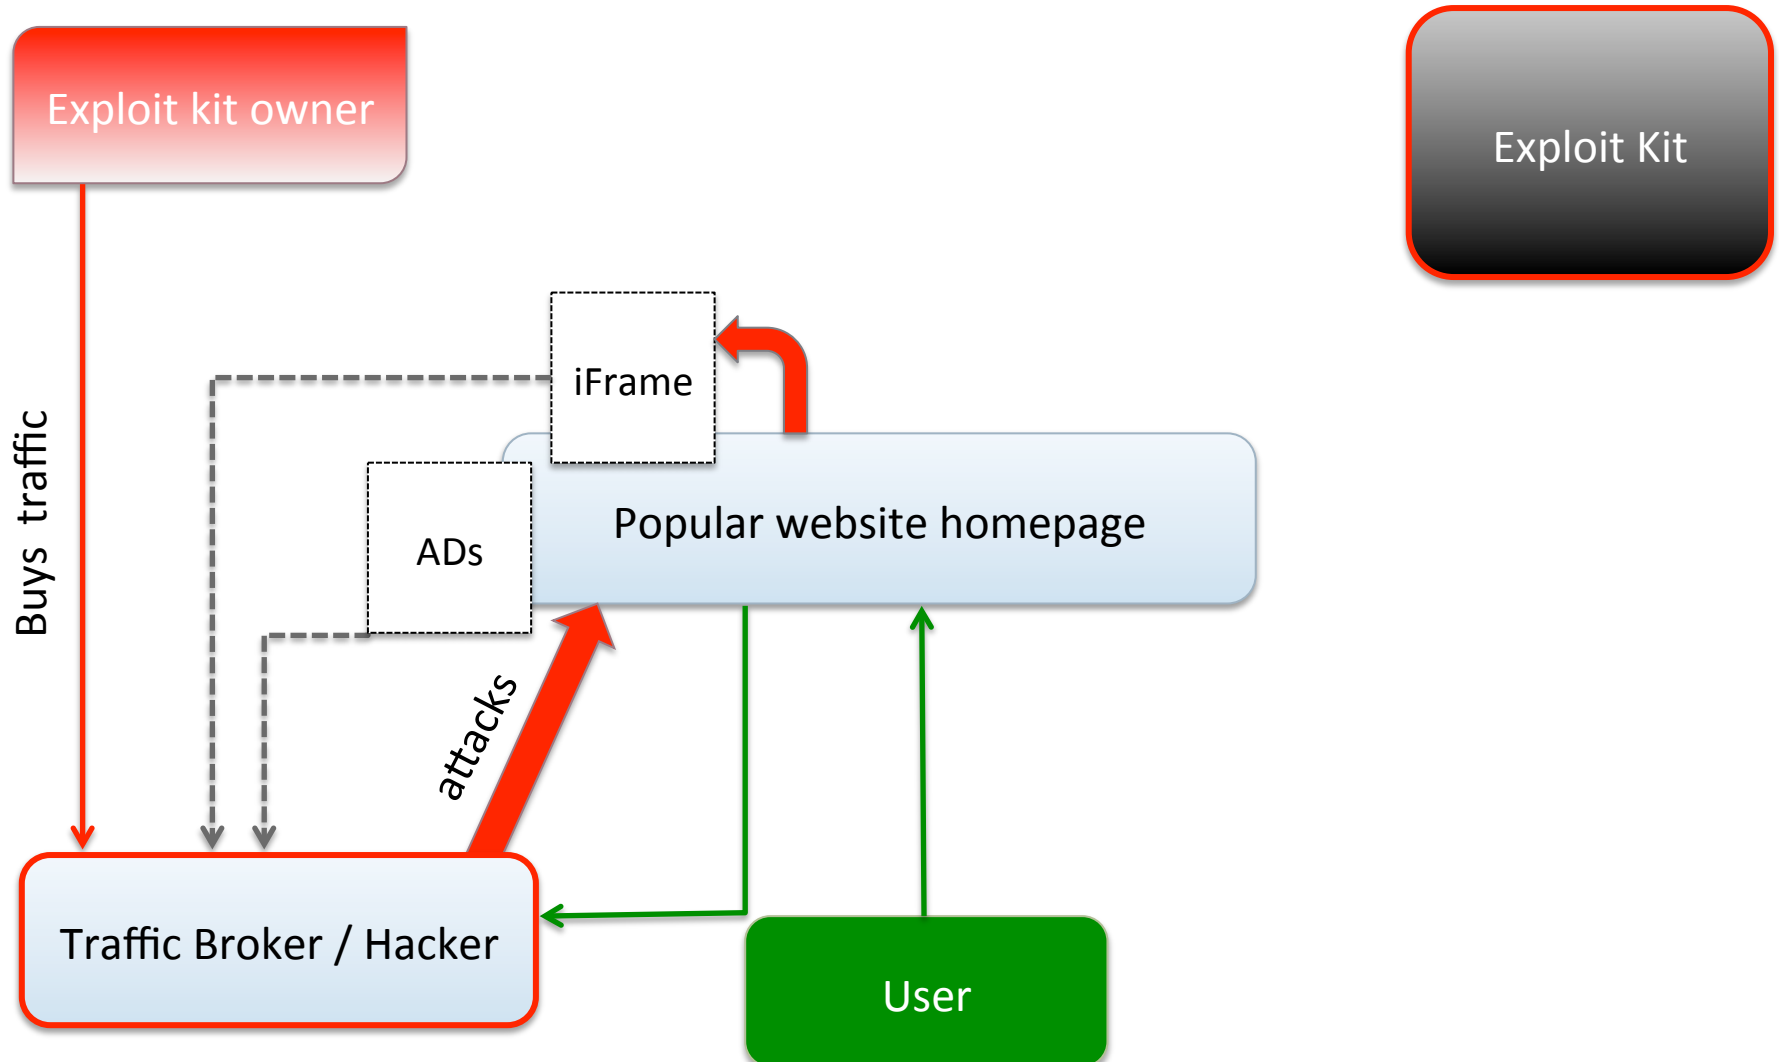 Exploit kit owner
Exploit Kit
iFrame
Popular website homepage
ADs
Buys traffic
attacks
Traffic Broker / Hacker
User